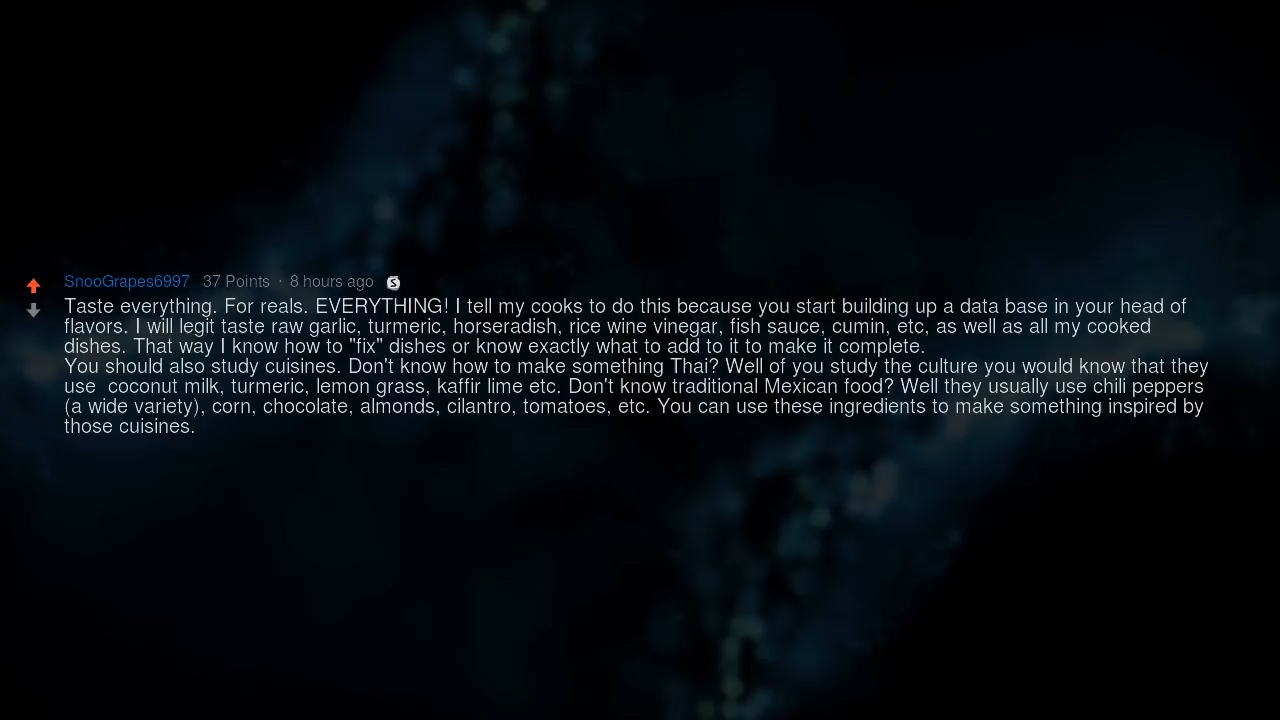 SnooGrapes6997 37 Points · 8 hours ago
Taste everything. For reals. EVERYTHING! I tell my cooks to do this because you start building up a data base in your head of
flavors. I will legit taste raw garlic, turmeric, horseradish, rice wine vinegar, fish sauce, cumin, etc, as well as all my cooked
dishes. That way I know how to "fix" dishes or know exactly what to add to it to make it complete.
You should also study cuisines. Don't know how to make something Thai? Well of you study the culture you would know that they
use  coconut milk, turmeric, lemon grass, kaffir lime etc. Don't know traditional Mexican food? Well they usually use chili peppers
(a wide variety), corn, chocolate, almonds, cilantro, tomatoes, etc. You can use these ingredients to make something inspired by
those cuisines.